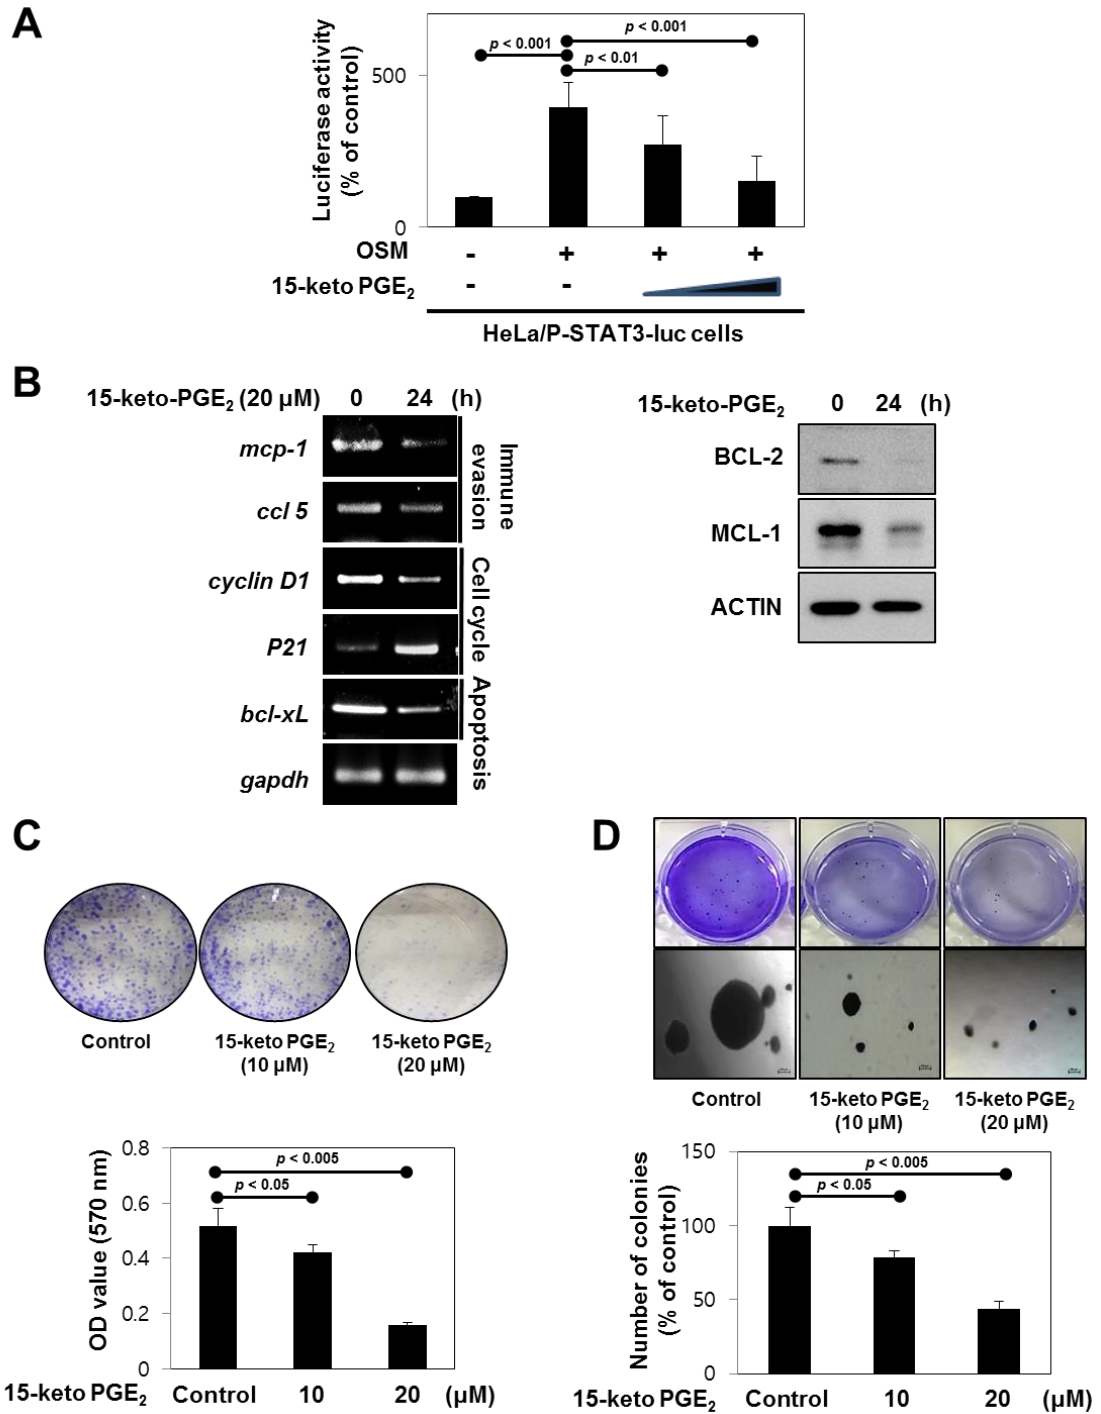 A
Luciferase activity
(% of control)
500
0
p < 0.001
p < 0.001
p < 0.01
OSM - + + +
15-keto PGE2 - -
HeLa/P-STAT3-luc cells
B
15-keto-PGE2 (20 µM) 0 24 (h)
mcp-1
ccl 5
cyclin D1
P21
bcl-xL
gapdh
Immune
evasion
Cell cycle
Apoptosis
15-keto-PGE2 0 24 (h)
BCL-2
MCL-1
ACTIN
C
Control
15-keto PGE2
(10 µM)
15-keto PGE2
(20 µM)
OD value (570 nm)
0.8
0.6
0.4
0.2
0
p < 0.005
p < 0.05
15-keto PGE2 Control 10 20 (µM)
D
Control
15-keto PGE2
(10 µM)
15-keto PGE2
(20 µM)
Number of colonies
(% of control)
150
100
50
0
p < 0.005
p < 0.05
15-keto PGE2 Control 10 20 (µM)